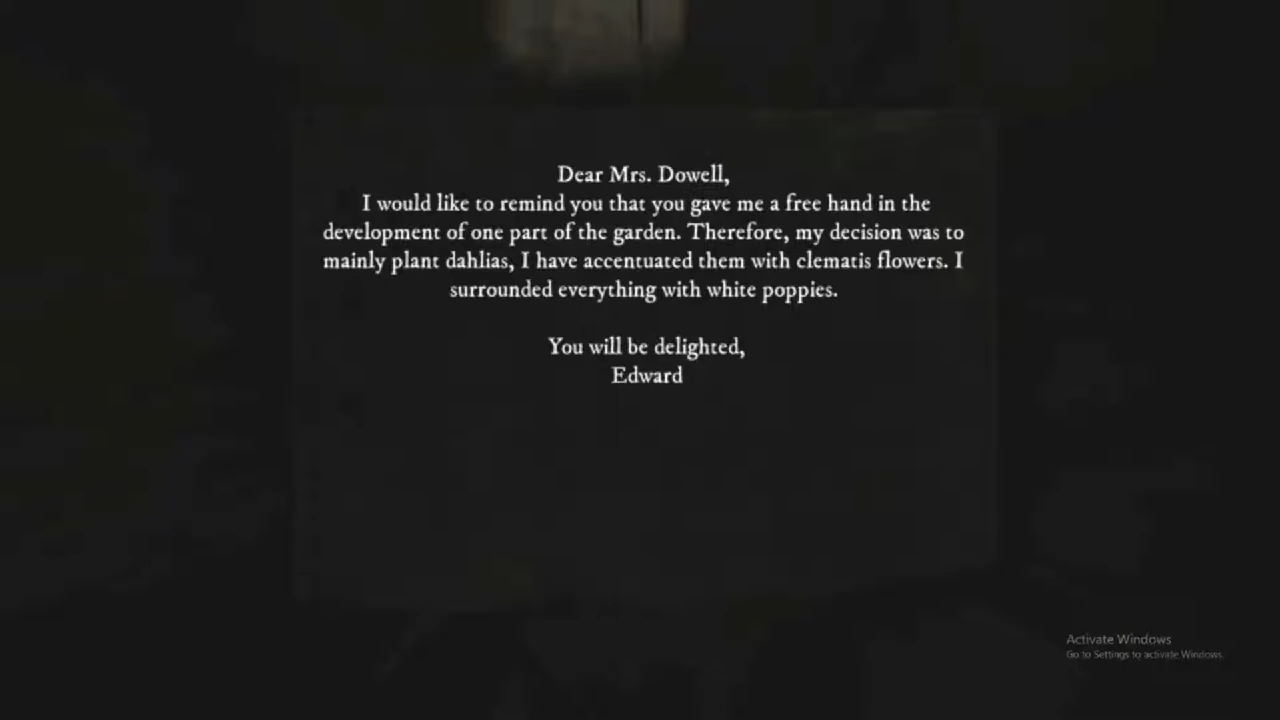 Dear Mrs. Dowell,
I would like to remind you that you gave me a free hand in the
development of one part of the garden. Therefore, my decision was to
mainly plant dahlias, I have accentuated them with clematis flowers. I
surrounded everything with white poppies.
You will be delighted,
Edward
Activate Windows
Go to Settings to activate Windows.